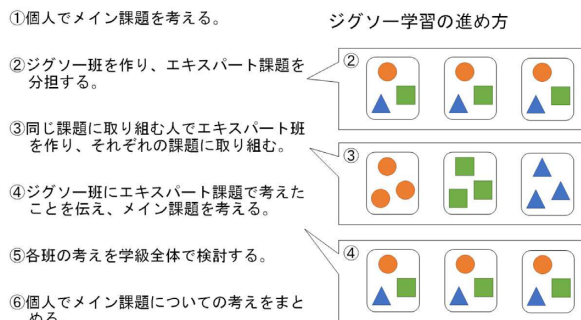 ①個人でメイン課題を考える。
ジグソー学習の進め方
②ジグソー班を作り、エキスパート課題を
分担する。
③同じ課題に取り組む人でエキスパート班
を作り、それぞれの課題に取り組む。
④ジグソー班にエキスパート課題で考えた
ことを伝え、メイン課題を考える。
⑤各班の考えを学級全体で検討する。
⑥個人でメイン課題についての考えをまと
める。
②
③
④